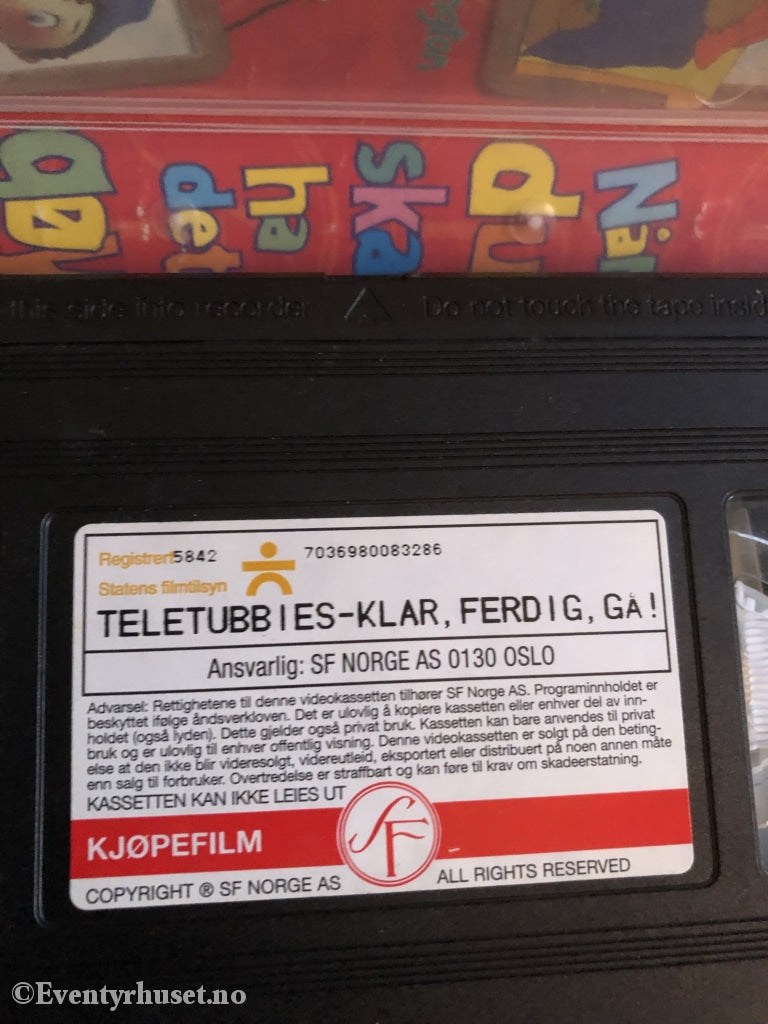 ington
Når du ska ha det gøy
this side into recorder △ Do not touch the tape insid
Registrert 5842
7036980083286
Statens filmtilsyn
TELETUBBIES-KLAR, FERDIG, GÅ!
Ansvarlig: SF NORGE AS 0130 OSLO
Advarsel: Rettighetene til denne videokassetten tilhører SF Norge AS. Programinnholdet er
beskyttet ifølge åndsverkloven. Det er ulovlig å kopiere kassetten eller enhver del av inn-
holdet (også lyden). Dette gjelder også privat bruk. Kassetten kan bare anvendes til privat
bruk og er ulovlig til enhver offentlig visning. Denne videokassetten er solgt på den beting-
else at den ikke blir videresolgt, videreutleid, eksportert eller distribuert på noen annen måte
enn salg til forbruker. Overtredelse er straffbart og kan føre til krav om skadeerstatning.
KASSETTEN KAN IKKE LEIES UT
KJØPEFILM
SF
COPYRIGHT ® SF NORGE AS
ALL RIGHTS RESERVED
©Eventyrhuset.no